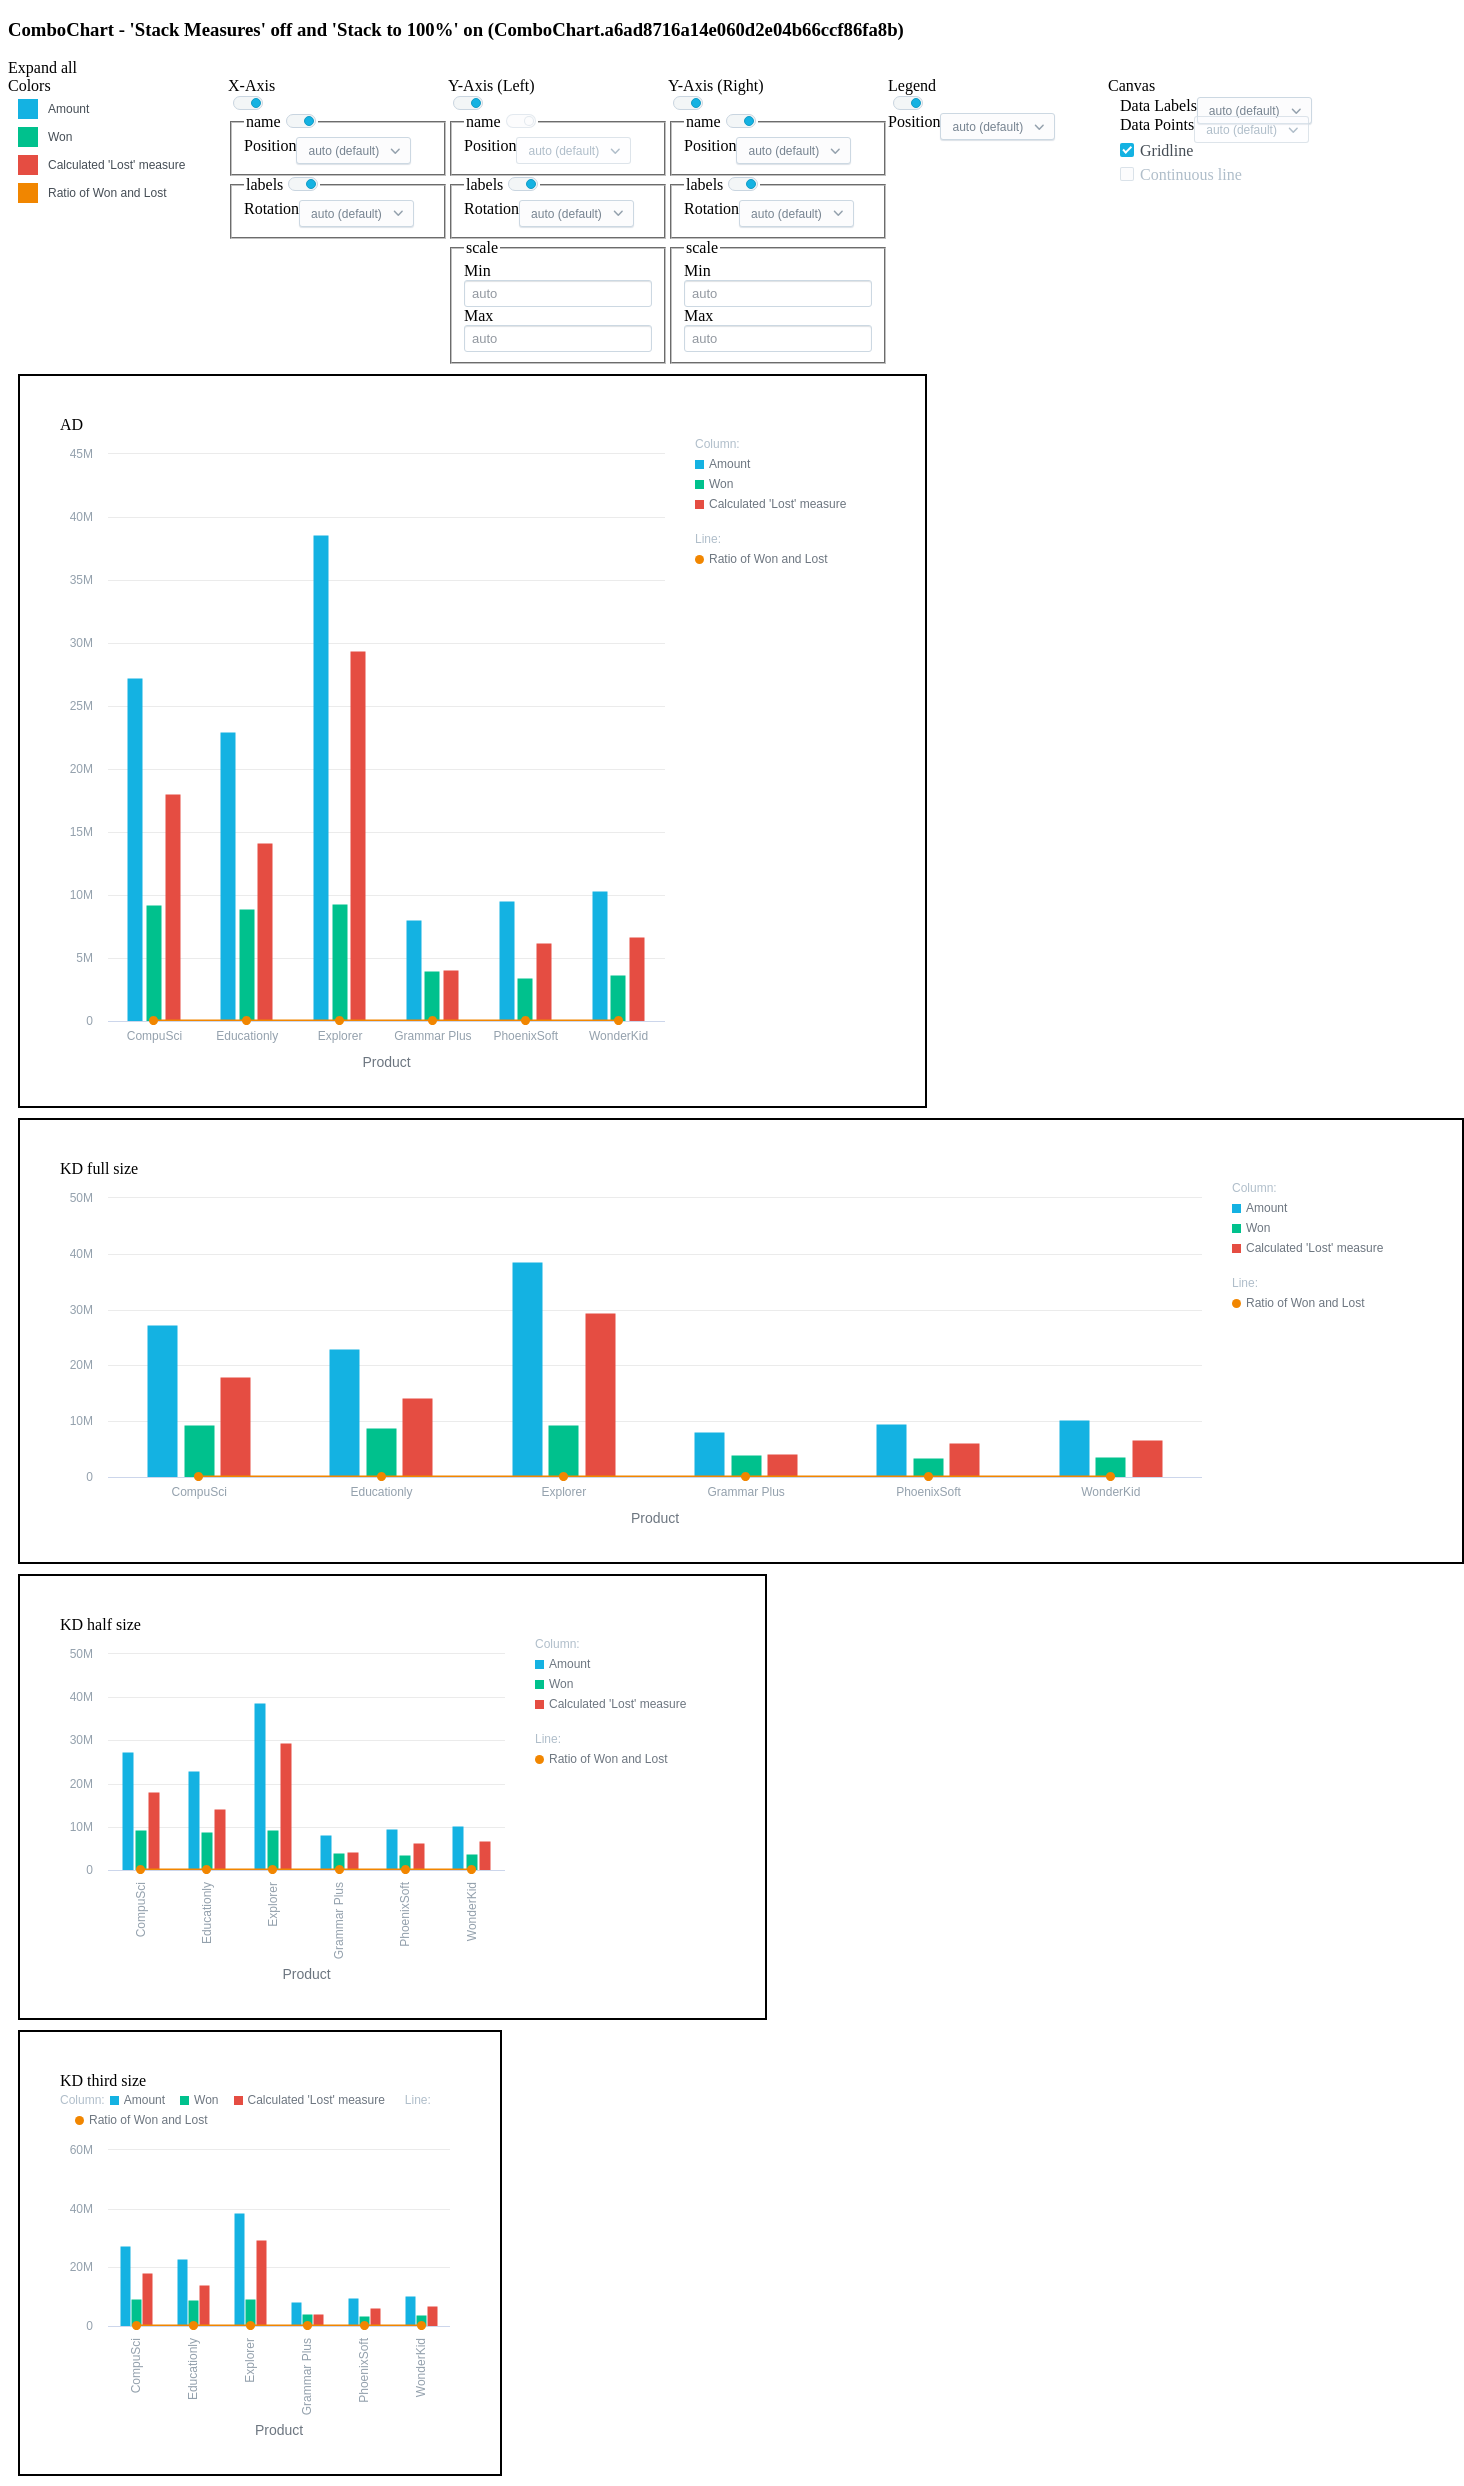 ComboChart - 'Stack Measures' off and 'Stack to 100%' on (ComboChart.a6ad8716a14e060d2e04b66ccf86fa8b)
Expand all
Colors
Amount
Won
Calculated 'Lost' measure
Ratio of Won and Lost
X-Axis
name
Position auto (default)
labels
Rotation auto (default)
Y-Axis (Left)
name
Position auto (default)
labels
Rotation auto (default)
scale
Min
auto
Max
auto
Y-Axis (Right)
name
Position auto (default)
labels
Rotation auto (default)
scale
Min
auto
Max
auto
Legend
Position auto (default)
Canvas
Data Labels auto (default)
Data Points auto (default)
Gridline
Continuous line
AD
45M
40M
35M
30M
25M
20M
15M
10M
5M
0
CompuSci Educationly Explorer Grammar Plus PhoenixSoft WonderKid
Product
Column:
Amount
Won
Calculated 'Lost' measure
Line:
Ratio of Won and Lost
KD full size
50M
40M
30M
20M
10M
0
CompuSci Educationly Explorer Grammar Plus PhoenixSoft WonderKid
Product
Column:
Amount
Won
Calculated 'Lost' measure
Line:
Ratio of Won and Lost
KD half size
50M
40M
30M
20M
10M
0
CompuSci
Educationly
Explorer
Grammar Plus
PhoenixSoft
WonderKid
Product
Column:
Amount
Won
Calculated 'Lost' measure
Line:
Ratio of Won and Lost
KD third size
Column: Amount Won Calculated 'Lost' measure Line:
Ratio of Won and Lost
60M
40M
20M
0
CompuSci
Educationly
Explorer
Grammar Plus
PhoenixSoft
WonderKid
Product